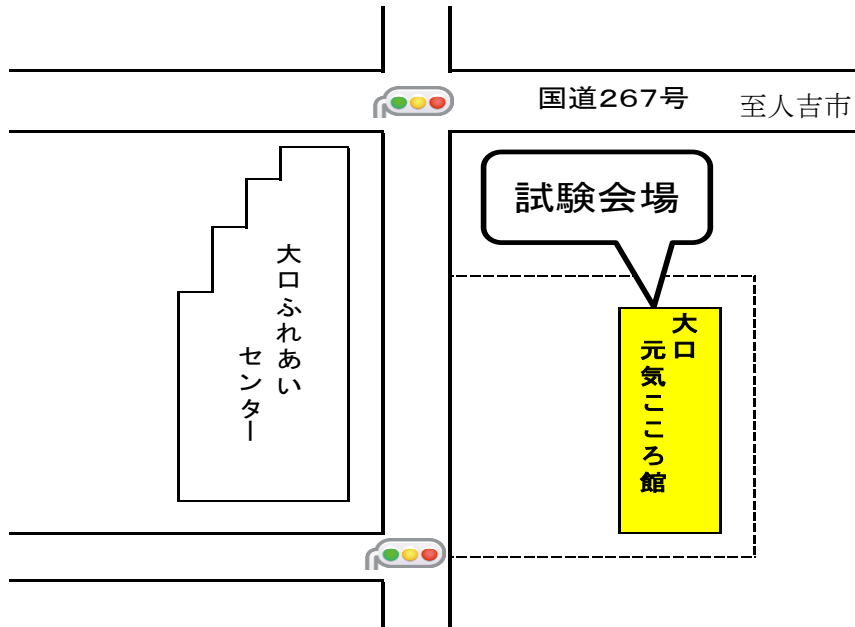 国道267号
至人吉市
試験会場
大口ふれあい
センター
大口
元気こころ館